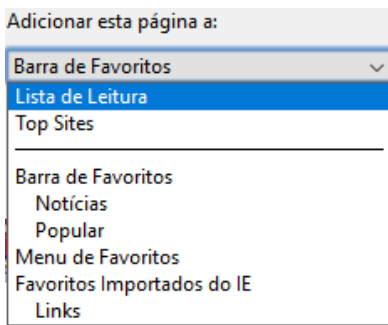 Adicionar esta página a:
Barra de Favoritos
Lista de Leitura
Top Sites
Barra de Favoritos
Notícias
Popular
Menu de Favoritos
Favoritos Importados do IE
Links